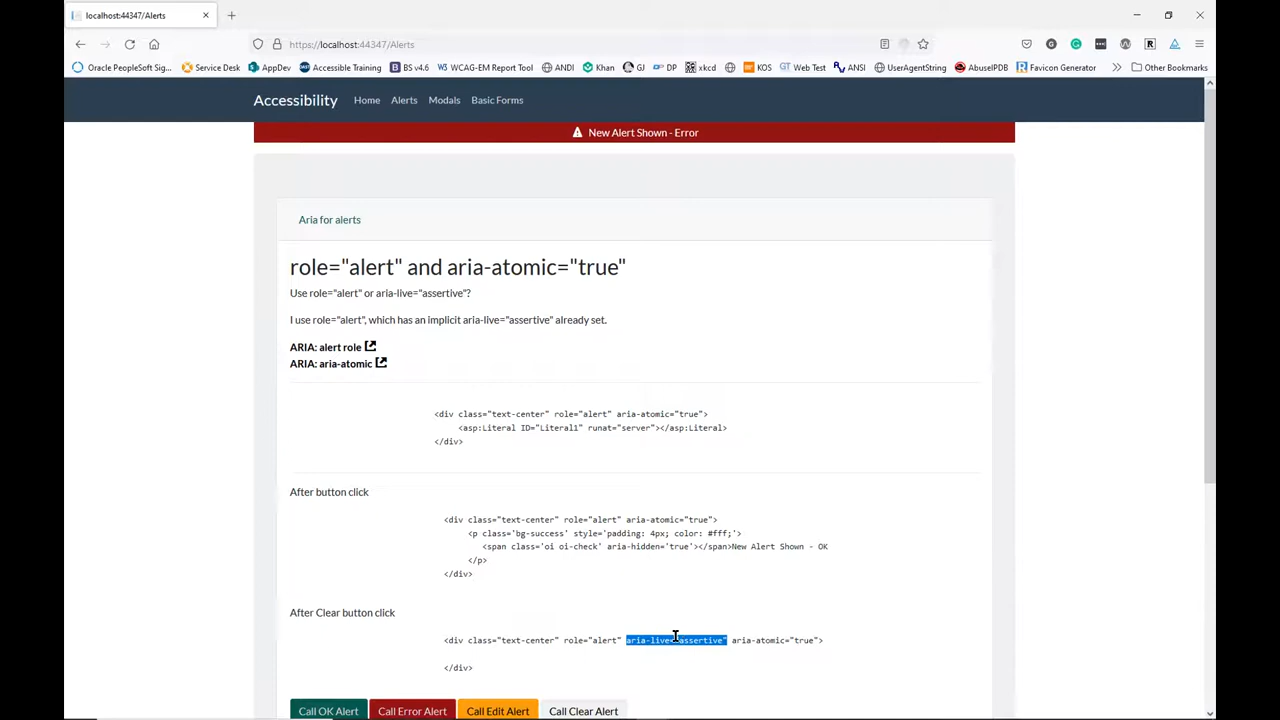 localhost:44347/Alerts
https://localhost:44347/Alerts
Oracle PeopleSoft Sig... Service Desk AppDev Accessible Training BS v4.6 WCAG-EM Report Tool ANDI Khan GJ DP xkcd KOS Web Test ANSI UserAgentString AbuseIPDB Favicon Generator Other Bookmarks
Accessibility Home Alerts Modals Basic Forms
New Alert Shown - Error
Aria for alerts
role="alert" and aria-atomic="true"
Use role="alert" or aria-live="assertive"?
I use role="alert", which has an implicit aria-live="assertive" already set.
ARIA: alert role
ARIA: aria-atomic
<div class="text-center" role="alert" aria-atomic="true">
<asp:Literal ID="Literal1" runat="server"></asp:Literal>
</div>
After button click
<div class="text-center" role="alert" aria-atomic="true">
<p class='bg-success' style='padding: 4px; color: #fff;'>
<span class='oi oi-check' aria-hidden='true'></span>New Alert Shown - OK
</p>
</div>
After Clear button click
<div class="text-center" role="alert" aria-live="assertive" aria-atomic="true">
</div>
Call OK Alert Call Error Alert Call Edit Alert Call Clear Alert